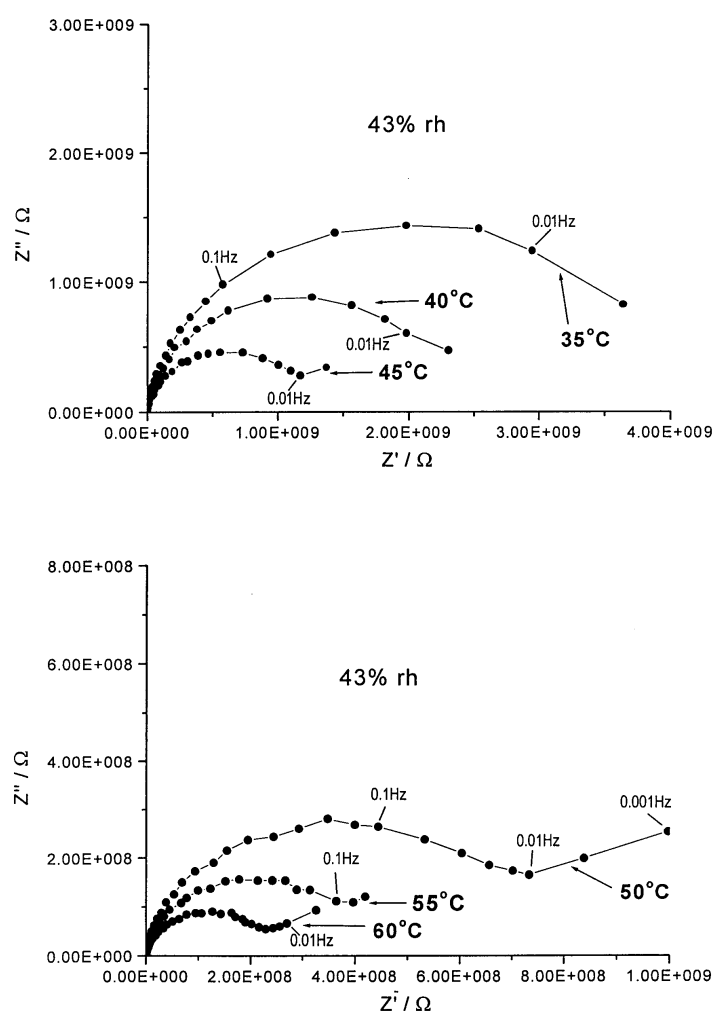 3.00E+009
43% rh
2.00E+009
Z'' / Ω
0.01Hz
0.1Hz
1.00E+009
40°C
0.01Hz
35°C
45°C
0.01Hz
0.00E+000
0.00E+000 1.00E+009 2.00E+009 3.00E+009 4.00E+009
Z' / Ω
8.00E+008
6.00E+008
43% rh
Z'' / Ω
4.00E+008
0.1Hz
0.001Hz
0.01Hz
2.00E+008
0.1Hz
50°C
55°C
60°C
0.01Hz
0.00E+000
0.00E+000 2.00E+008 4.00E+008 6.00E+008 8.00E+008 1.00E+009
Z' / Ω